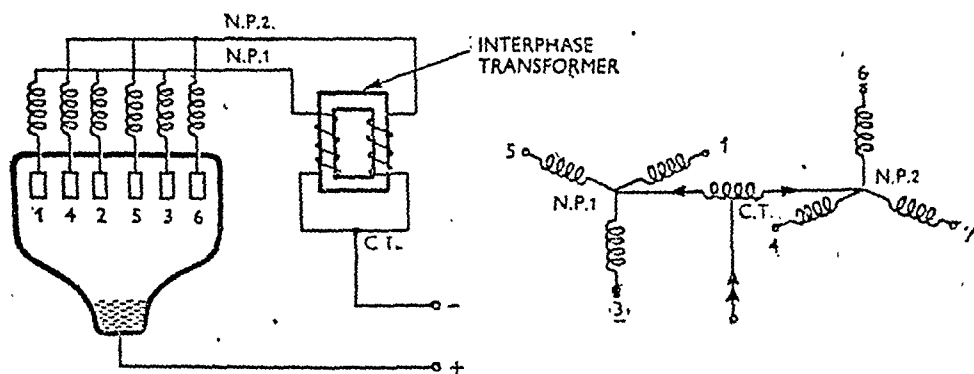 N.P.2.
N.P.1
INTERPHASE
TRANSFORMER
1 4 2 5 3 6
C.T.
-
+
5
1
N.P.1
3
C.T.
6
N.P.2
4